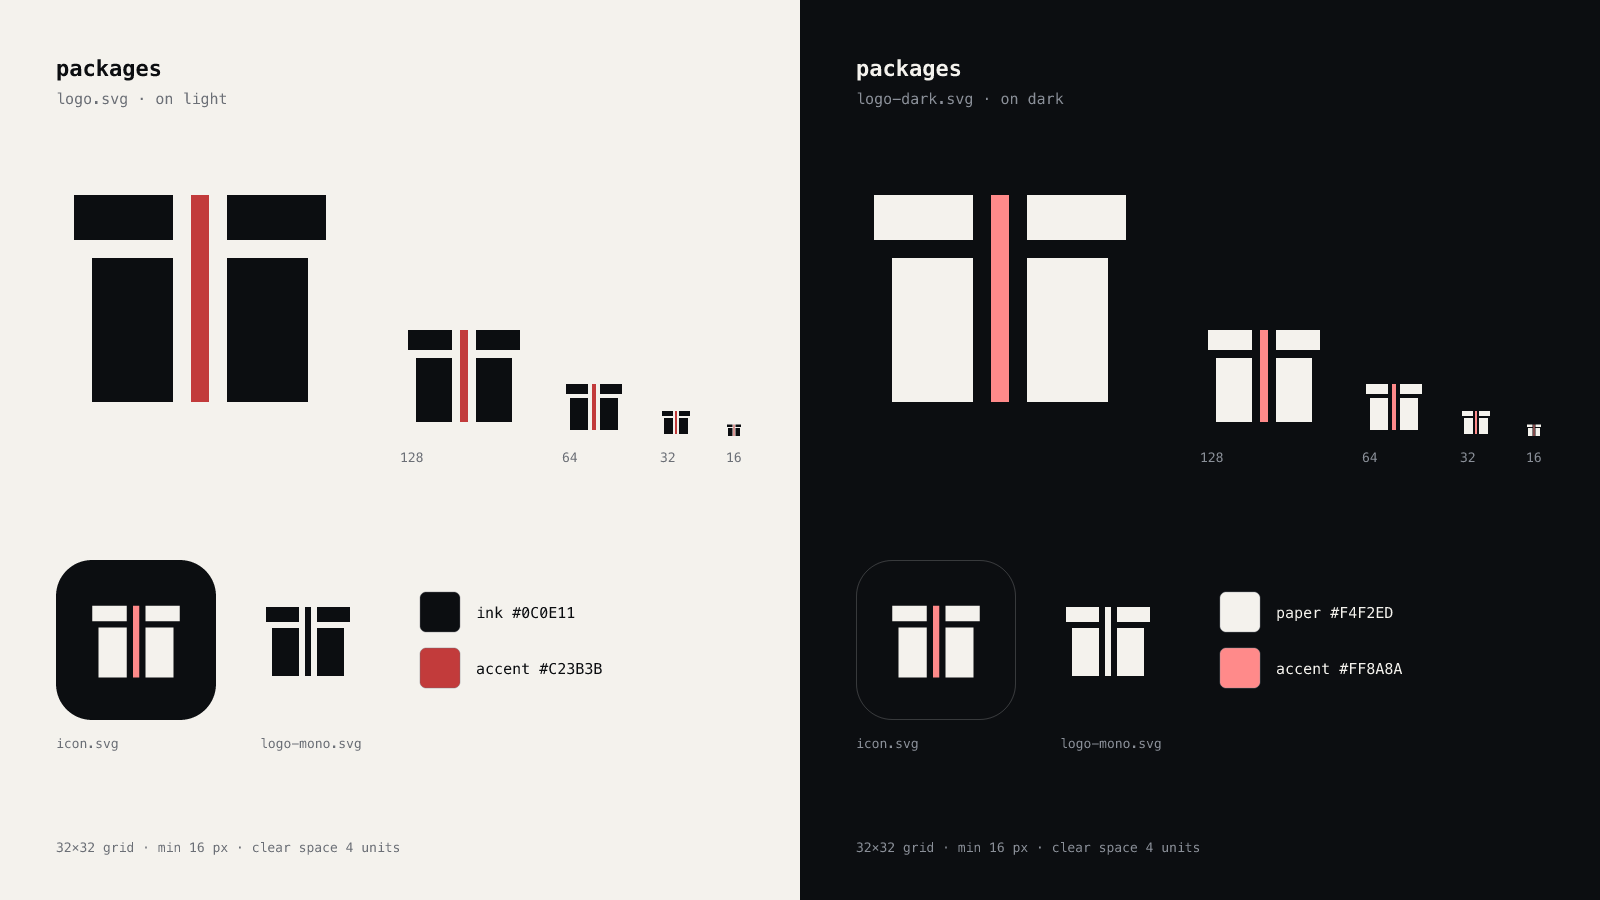 packages
logo.svg · on light
128
64
32
16
ink #0C0E11
accent #C23B3B
icon.svg
logo-mono.svg
32×32 grid · min 16 px · clear space 4 units
packages
logo-dark.svg · on dark
128
64
32
16
paper #F4F2ED
accent #FF8A8A
icon.svg
logo-mono.svg
32×32 grid · min 16 px · clear space 4 units